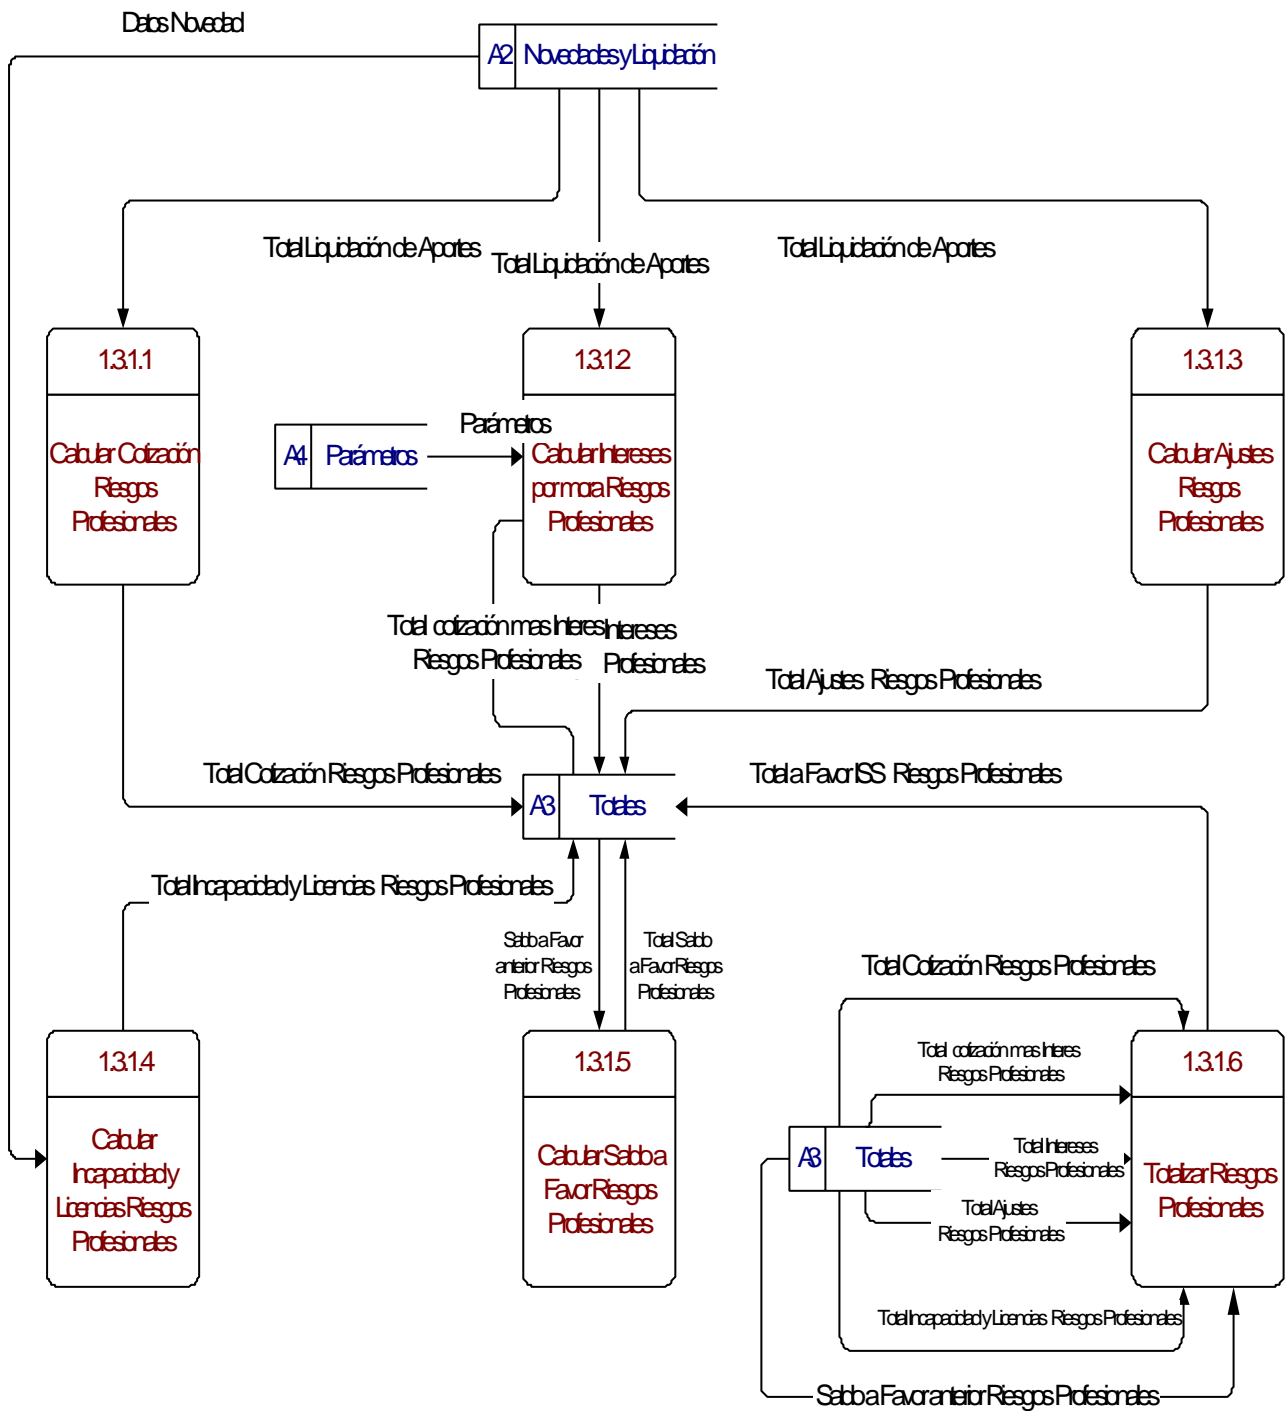 Datos Novedad
A2 Novedades y Liquidación
Total Liquidación de Aportes
Total Liquidación de Aportes
Total Liquidación de Aportes
1.3.1.1
Calcular Cotización
Riesgos
Profesionales
1.3.1.2
Calcular Intereses
por mora Riesgos
Profesionales
1.3.1.3
Calcular Ajustes
Riesgos
Profesionales
Parámetros
A4 Parámetros
Total cotización mas Interes
Riesgos Profesionales
Intereses
Profesionales
Total Ajustes Riesgos Profesionales
Total Cotización Riesgos Profesionales
Total a Favor ISS Riesgos Profesionales
A3 Totales
Total Incapacidad y Licencias Riesgos Profesionales
Saldo a Favor
anterior Riesgos
Profesionales
Total Saldo
a Favor Riesgos
Profesionales
Total Cotización Riesgos Profesionales
1.3.1.4
Calcular
Incapacidad y
Licencias Riesgos
Profesionales
1.3.1.5
Calcular Saldo a
Favor Riesgos
Profesionales
Total cotización mas Interes
Riesgos Profesionales
1.3.1.6
Totalizar Riesgos
Profesionales
A3 Totales
Total Intereses
Riesgos Profesionales
Total Ajustes
Riesgos Profesionales
Total Incapacidad y Licencias Riesgos Profesionales
Saldo a Favor anterior Riesgos Profesionales